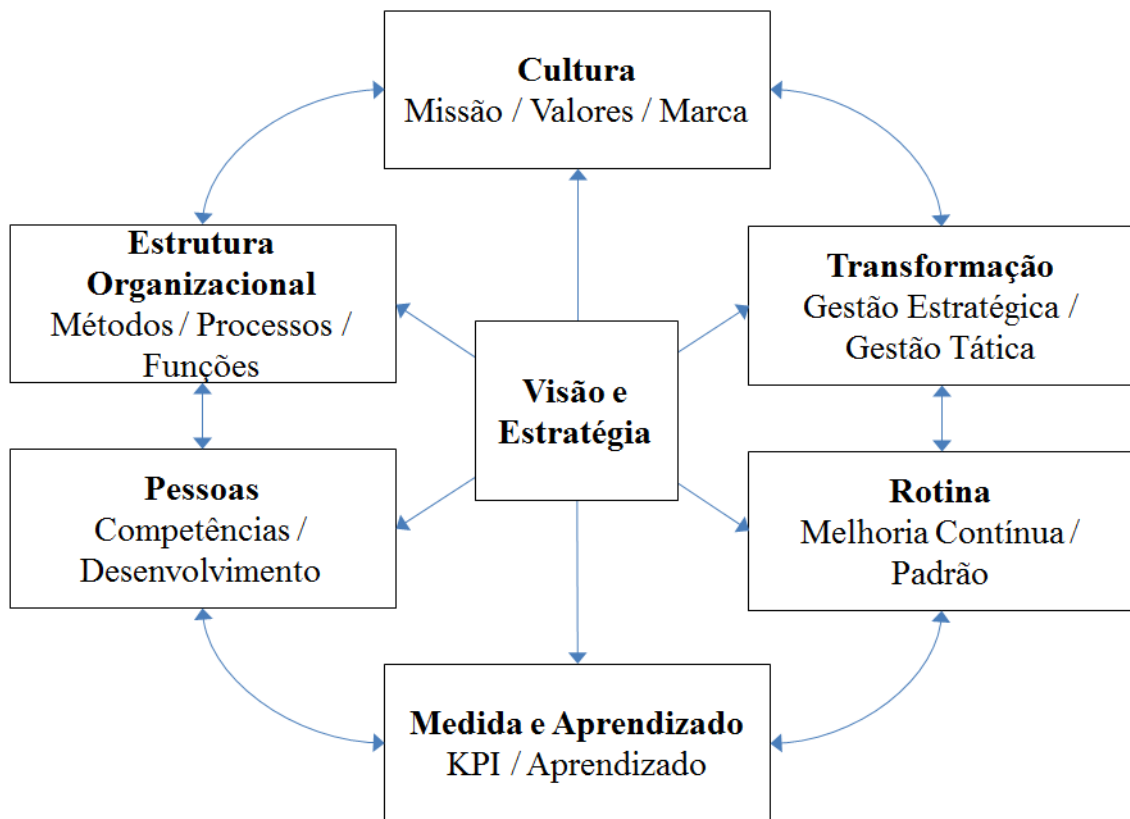 Cultura
Missão / Valores / Marca
Estrutura
Organizacional
Métodos / Processos /
Funções
Transformação
Gestão Estratégica /
Gestão Tática
Visão e
Estratégia
Pessoas
Competências /
Desenvolvimento
Rotina
Melhoria Contínua /
Padrão
Medida e Aprendizado
KPI / Aprendizado